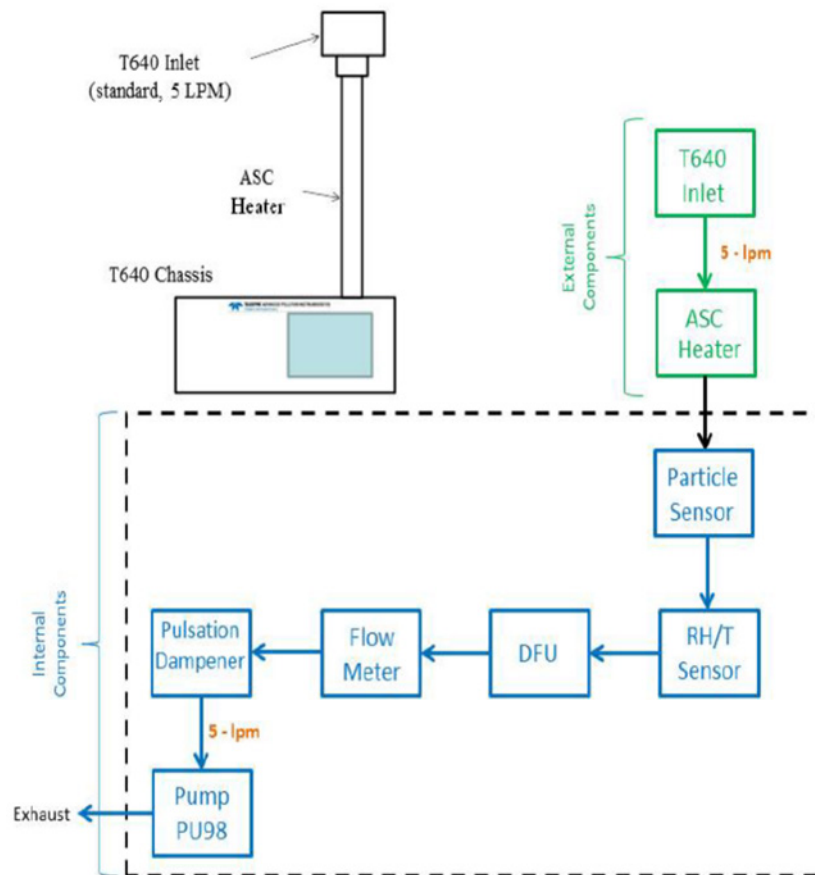 T640 Inlet
(standard, 5 LPM)
ASC
Heater
T640 Chassis
External
Components
T640
Inlet
5 - lpm
ASC
Heater
Internal
Components
Particle
Sensor
RH/T
Sensor
DFU
Flow
Meter
Pulsation
Dampener
5 - lpm
Pump
PU98
Exhaust